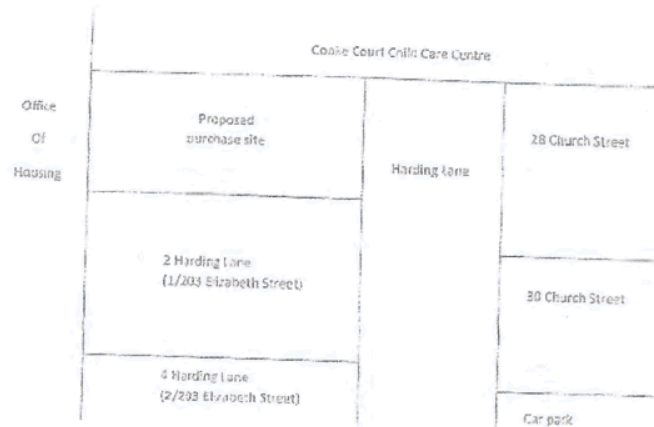 Cooke Court Child Care Centre
Office
Of
Housing
Proposed
purchase site
Harding Lane
28 Church Street
2 Harding Lane
(1/203 Elizabeth Street)
30 Church Street
4 Harding Lane
(2/203 Elizabeth Street)
Car park